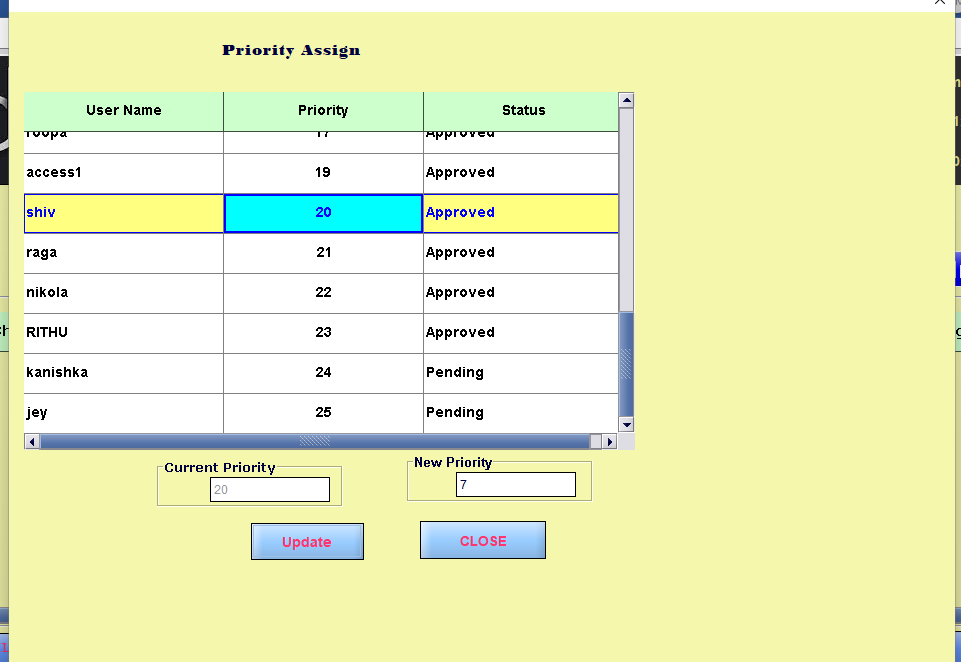 Priority Assign
User Name Priority Status
roopa 17 Approved
access1 19 Approved
shiv 20 Approved
raga 21 Approved
nikola 22 Approved
RITHU 23 Approved
kanishka 24 Pending
jey 25 Pending
Current Priority New Priority
20 7
Update CLOSE